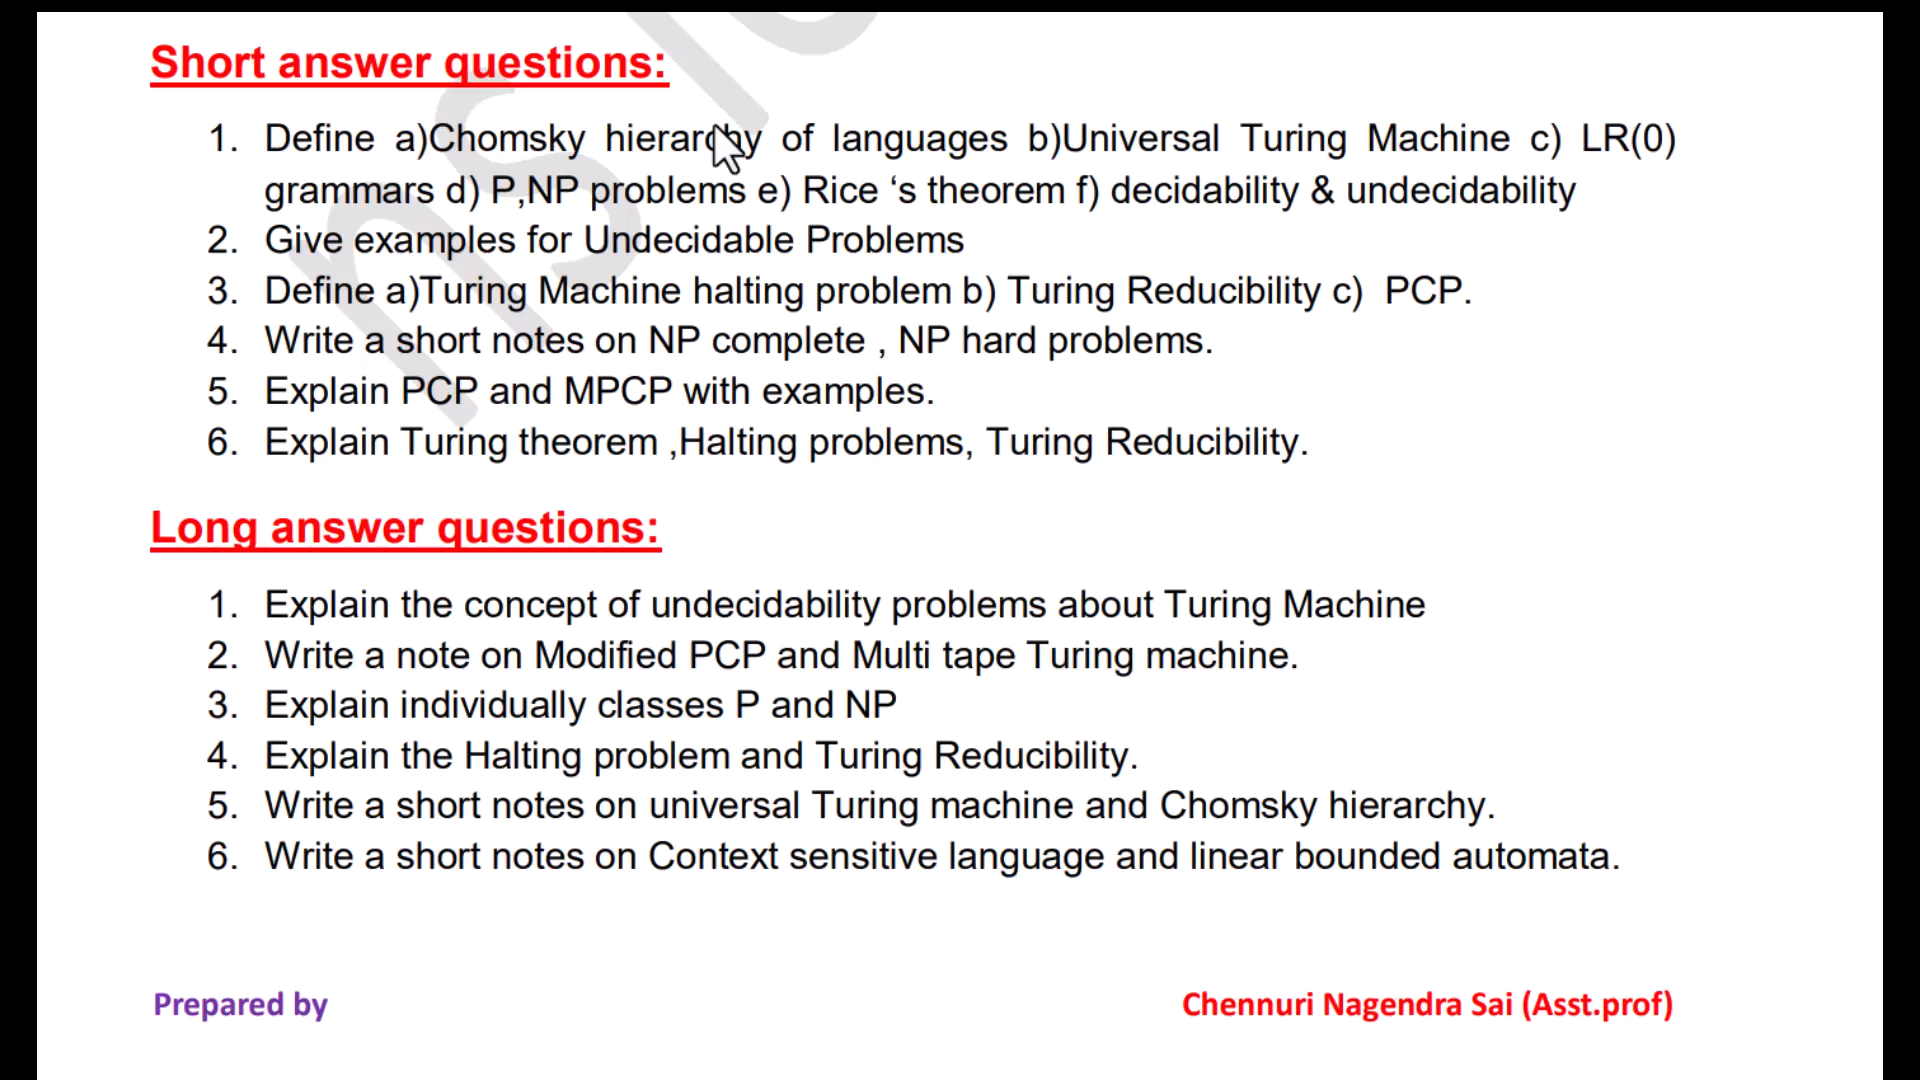 Short answer questions:
1. Define a)Chomsky hierarchy of languages b)Universal Turing Machine c) LR(0)
grammars d) P,NP problems e) Rice ‘s theorem f) decidability & undecidability
2. Give examples for Undecidable Problems
3. Define a)Turing Machine halting problem b) Turing Reducibility c) PCP.
4. Write a short notes on NP complete , NP hard problems.
5. Explain PCP and MPCP with examples.
6. Explain Turing theorem ,Halting problems, Turing Reducibility.
Long answer questions:
1. Explain the concept of undecidability problems about Turing Machine
2. Write a note on Modified PCP and Multi tape Turing machine.
3. Explain individually classes P and NP
4. Explain the Halting problem and Turing Reducibility.
5. Write a short notes on universal Turing machine and Chomsky hierarchy.
6. Write a short notes on Context sensitive language and linear bounded automata.
Prepared by Chennuri Nagendra Sai (Asst.prof)